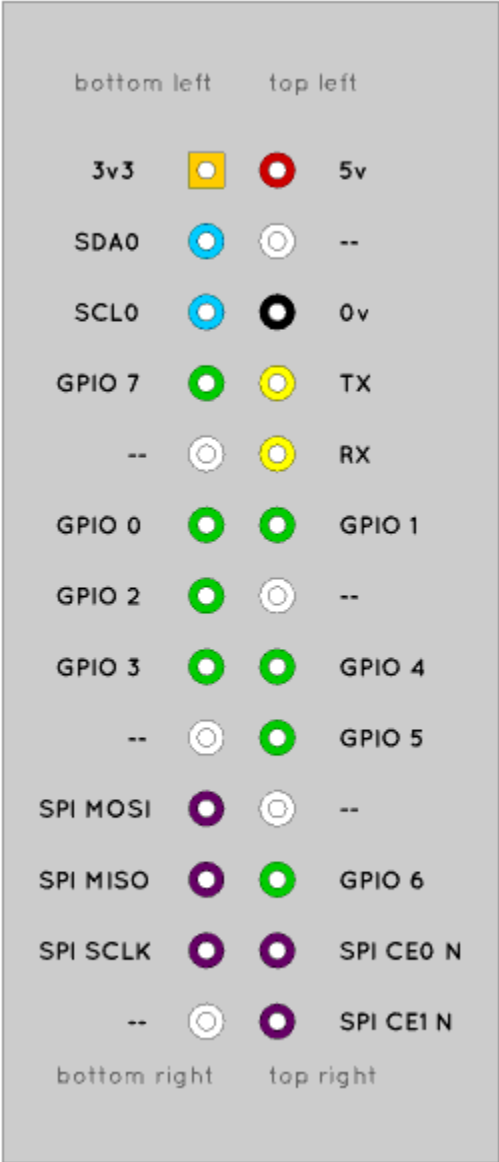 bottom left top left
3v3 5v
SDA0 --
SCL0 0v
GPIO 7 TX
-- RX
GPIO 0 GPIO 1
GPIO 2 --
GPIO 3 GPIO 4
-- GPIO 5
SPI MOSI --
SPI MISO GPIO 6
SPI SCLK SPI CE0 N
-- SPI CE1 N
bottom right top right